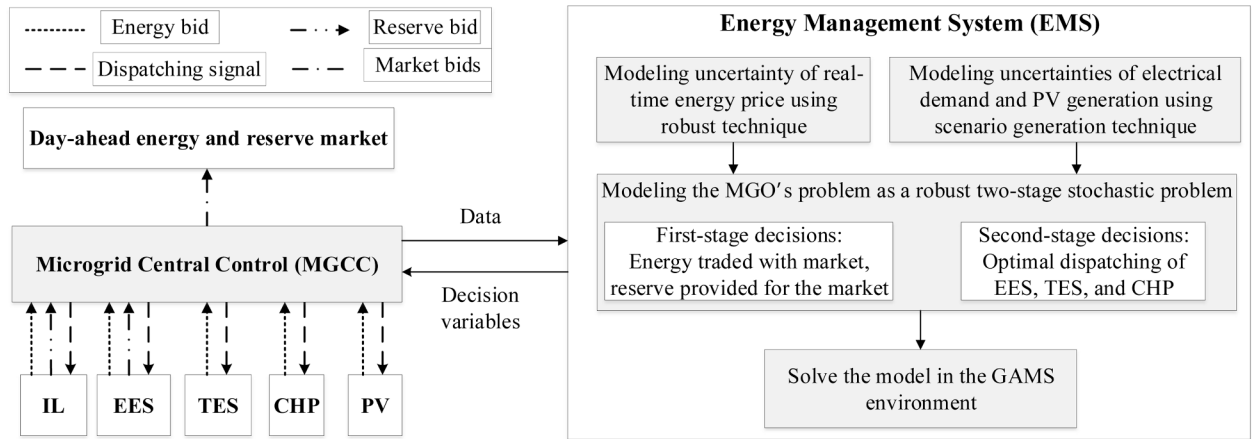 Energy bid
Reserve bid
Dispatching signal
Market bids
Day-ahead energy and reserve market
Microgrid Central Control (MGCC)
IL
EES
TES
CHP
PV
Data
Decision
variables
Energy Management System (EMS)
Modeling uncertainty of real-
time energy price using
robust technique
Modeling uncertainties of electrical
demand and PV generation using
scenario generation technique
Modeling the MGO′s problem as a robust two-stage stochastic problem
First-stage decisions:
Energy traded with market,
reserve provided for the market
Second-stage decisions:
Optimal dispatching of
EES, TES, and CHP
Solve the model in the GAMS
environment